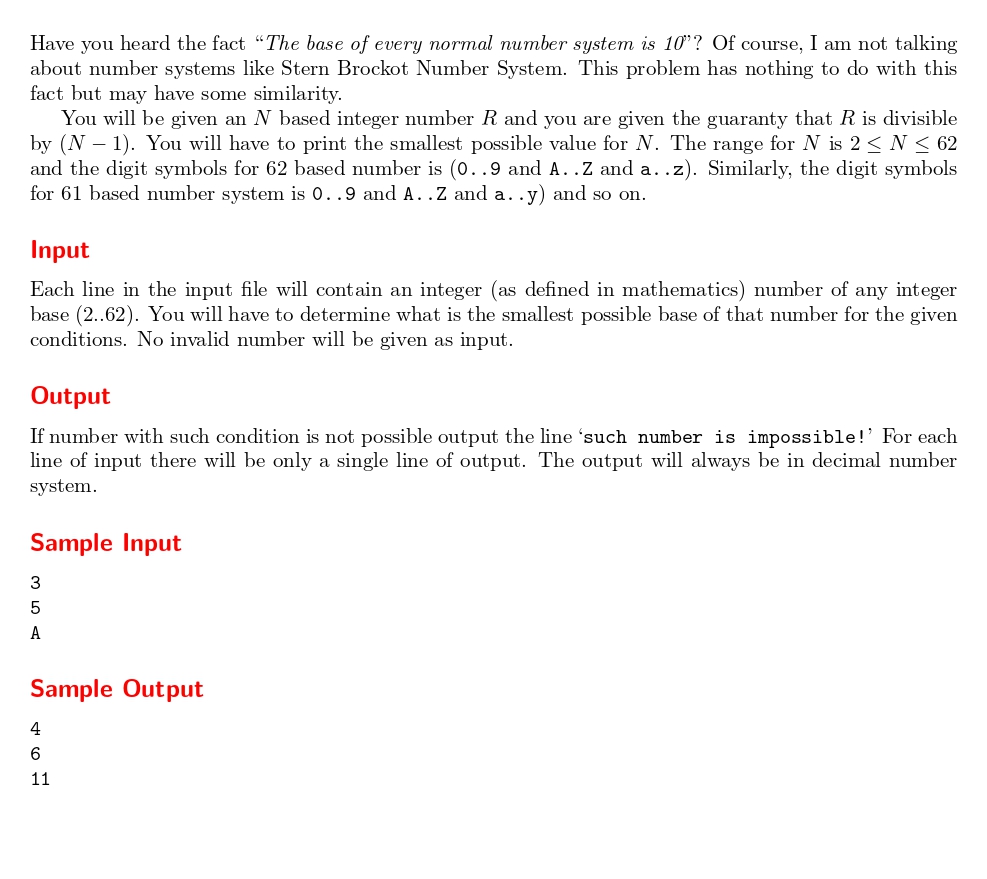 Have you heard the fact “The base of every normal number system is 10”? Of course, I am not talking
about number systems like Stern Brockot Number System. This problem has nothing to do with this
fact but may have some similarity.
You will be given an N based integer number R and you are given the guaranty that R is divisible
by (N − 1). You will have to print the smallest possible value for N. The range for N is 2 ≤ N ≤ 62
and the digit symbols for 62 based number is (0..9 and A..Z and a..z). Similarly, the digit symbols
for 61 based number system is 0..9 and A..Z and a..y) and so on.
Input
Each line in the input file will contain an integer (as defined in mathematics) number of any integer
base (2..62). You will have to determine what is the smallest possible base of that number for the given
conditions. No invalid number will be given as input.
Output
If number with such condition is not possible output the line ‘such number is impossible!’ For each
line of input there will be only a single line of output. The output will always be in decimal number
system.
Sample Input
3
5
A
Sample Output
4
6
11